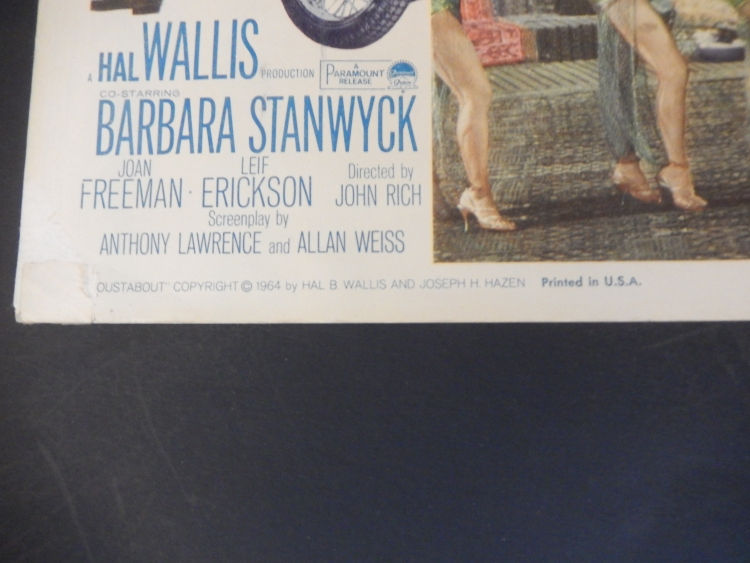 A HAL WALLIS PRODUCTION
A PARAMOUNT RELEASE
CO-STARRING
BARBARA STANWYCK
JOAN FREEMAN · LEIF ERICKSON
Directed by JOHN RICH
Screenplay by
ANTHONY LAWRENCE and ALLAN WEISS
OUSTABOUT" COPYRIGHT © 1964 by HAL B. WALLIS AND JOSEPH H. HAZEN Printed in U.S.A.